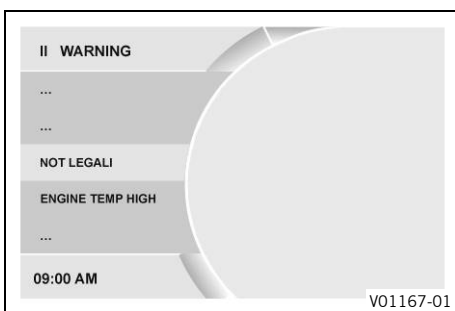 II WARNING
...
...
NOT LEGALI
ENGINE TEMP HIGH
...
09:00 AM
V01167-01